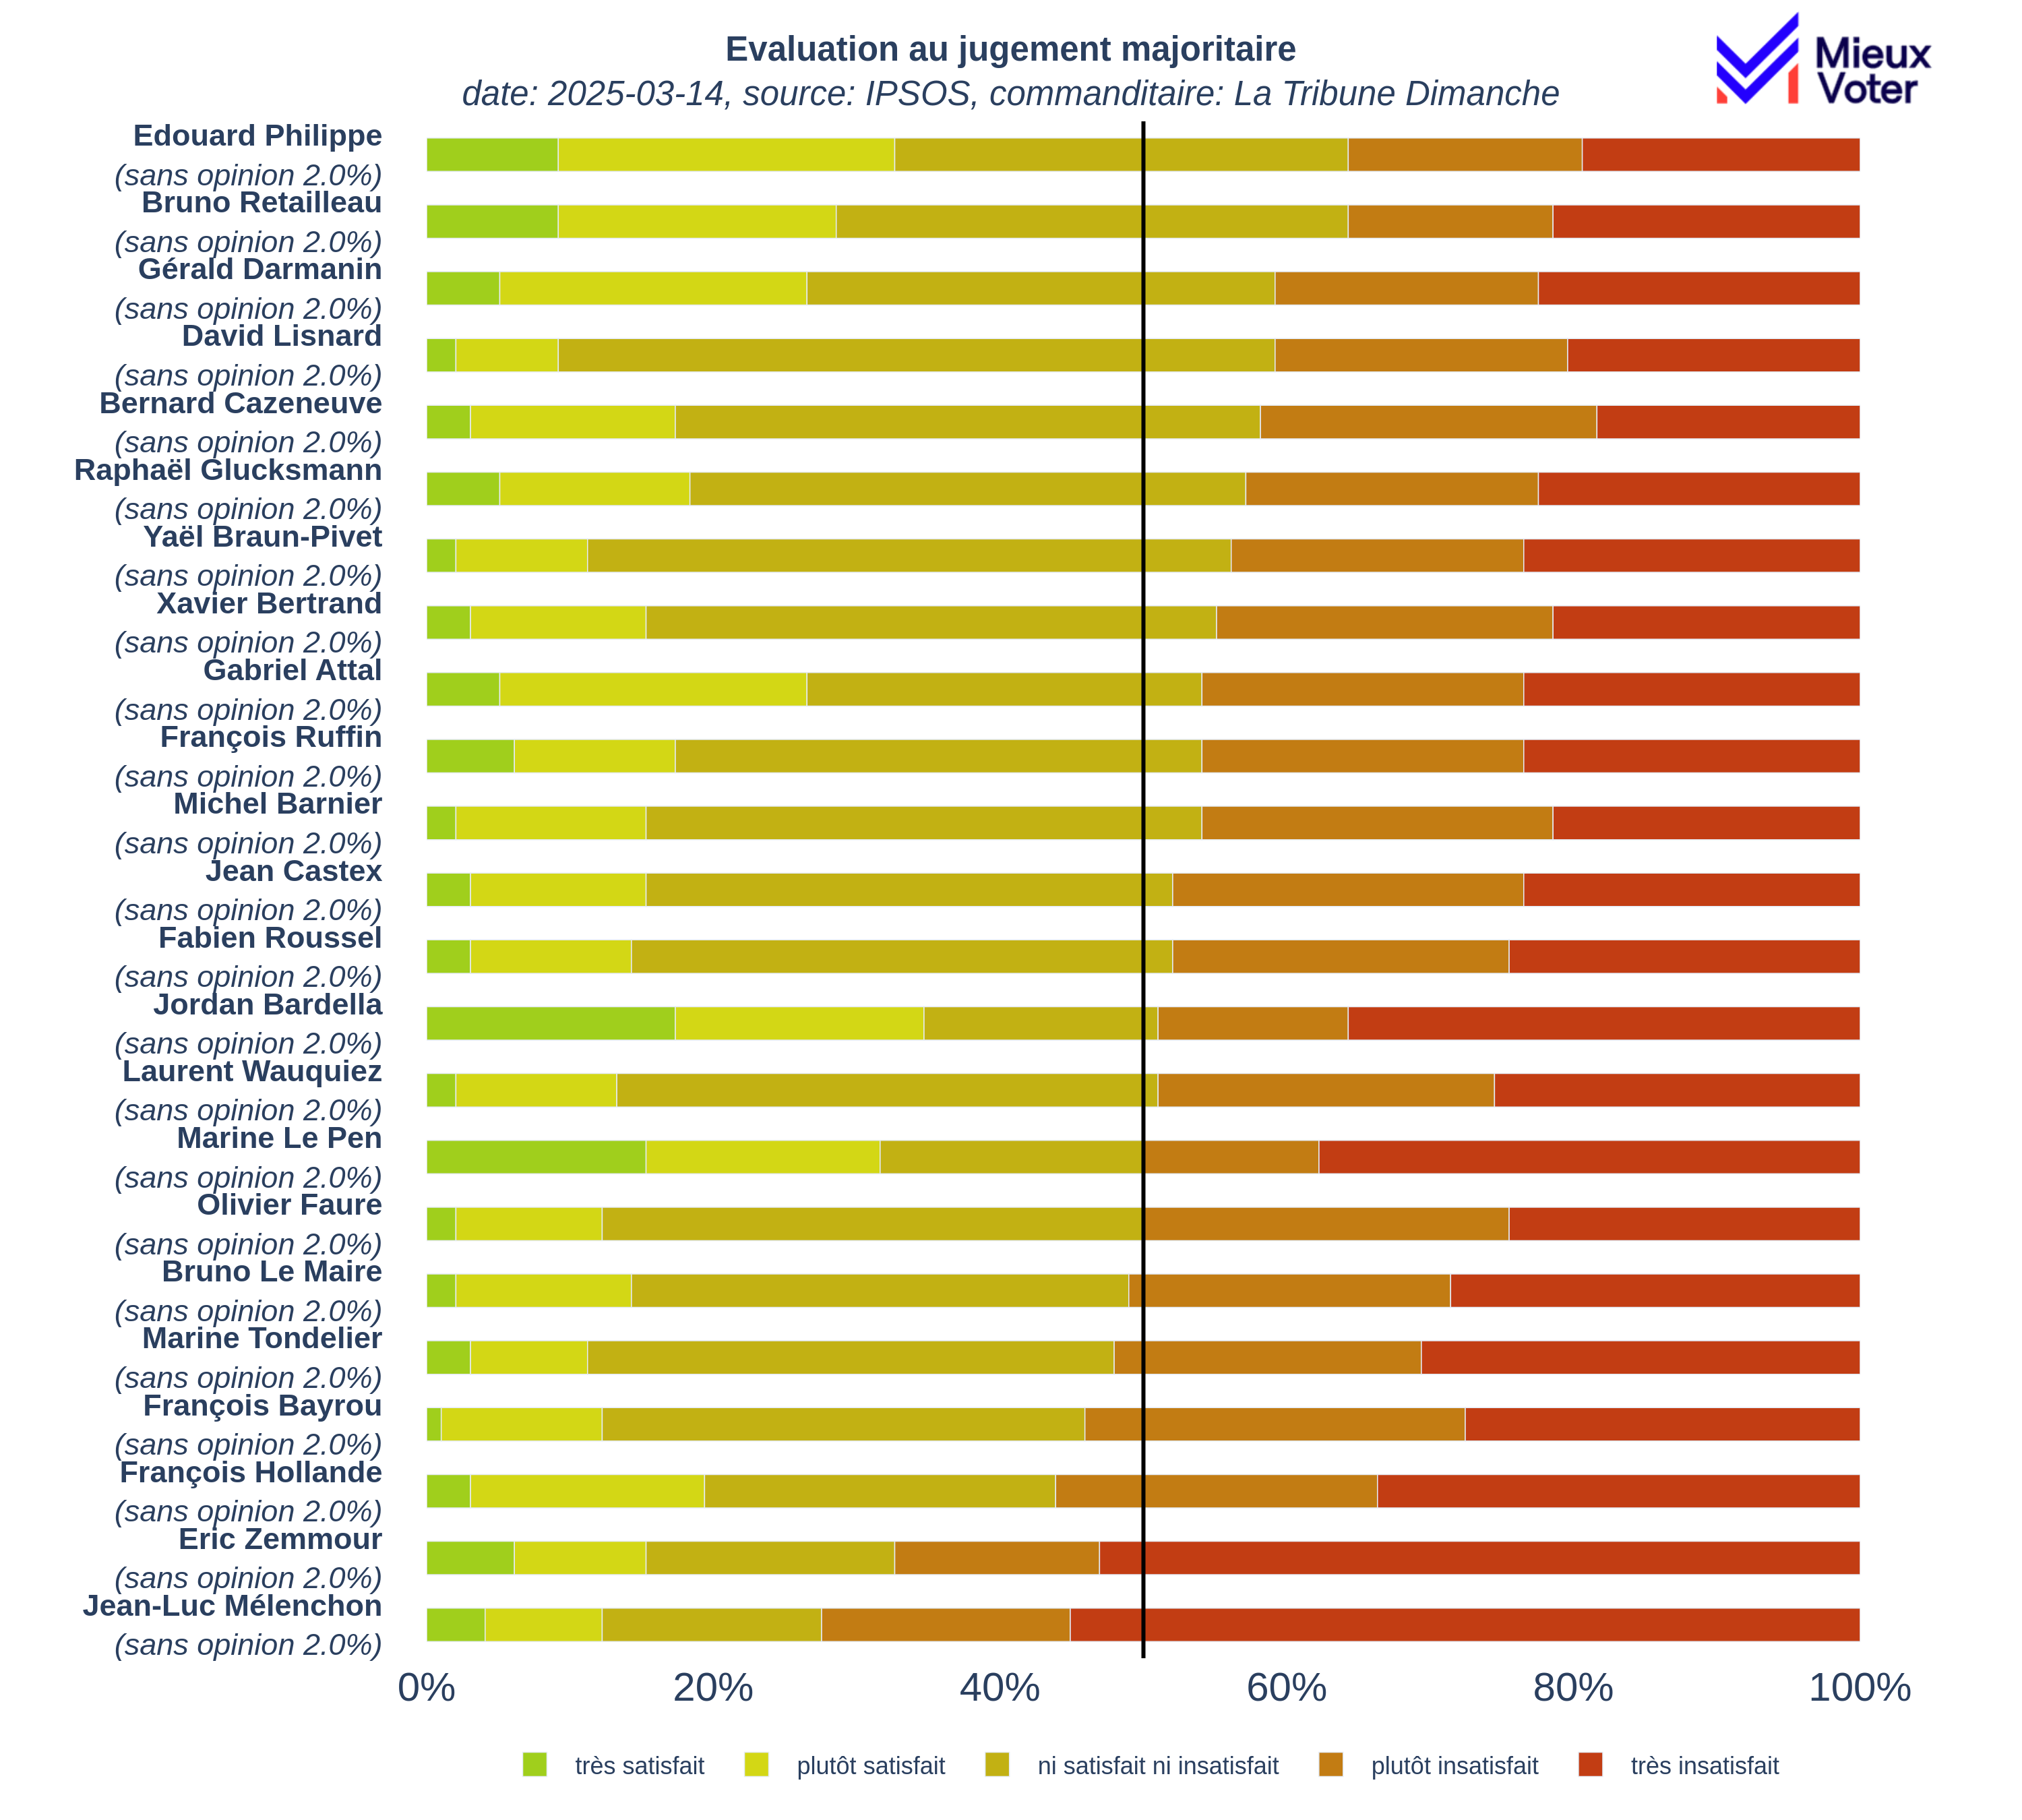 Evaluation au jugement majoritaire
date: 2025-03-14, source: IPSOS, commanditaire: La Tribune Dimanche
Mieux
Voter
Edouard Philippe
(sans opinion 2.0%)
Bruno Retailleau
(sans opinion 2.0%)
Gérald Darmanin
(sans opinion 2.0%)
David Lisnard
(sans opinion 2.0%)
Bernard Cazeneuve
(sans opinion 2.0%)
Raphaël Glucksmann
(sans opinion 2.0%)
Yaël Braun-Pivet
(sans opinion 2.0%)
Xavier Bertrand
(sans opinion 2.0%)
Gabriel Attal
(sans opinion 2.0%)
François Ruffin
(sans opinion 2.0%)
Michel Barnier
(sans opinion 2.0%)
Jean Castex
(sans opinion 2.0%)
Fabien Roussel
(sans opinion 2.0%)
Jordan Bardella
(sans opinion 2.0%)
Laurent Wauquiez
(sans opinion 2.0%)
Marine Le Pen
(sans opinion 2.0%)
Olivier Faure
(sans opinion 2.0%)
Bruno Le Maire
(sans opinion 2.0%)
Marine Tondelier
(sans opinion 2.0%)
François Bayrou
(sans opinion 2.0%)
François Hollande
(sans opinion 2.0%)
Eric Zemmour
(sans opinion 2.0%)
Jean-Luc Mélenchon
(sans opinion 2.0%)
0% 20% 40% 60% 80% 100%
très satisfait plutôt satisfait ni satisfait ni insatisfait plutôt insatisfait très insatisfait